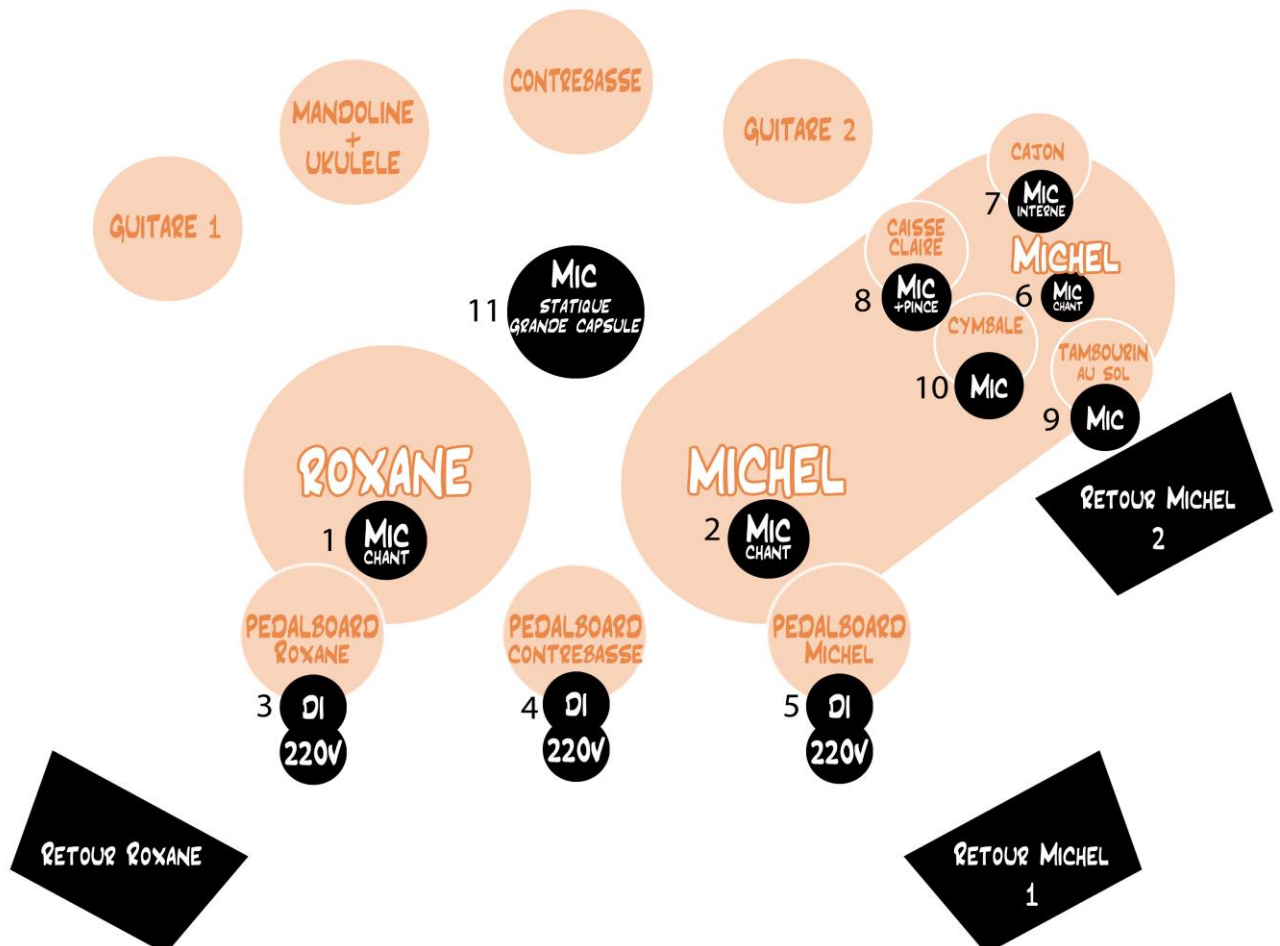 CONTREBASSE
MANDOLINE
+
UKULELE
GUITARE 2
GUITARE 1
CAJON
7
MIC
INTERNE
CAISSE
CLAIRE
MICHEL
8
MIC
+PINCE
6
MIC
CHANT
11
MIC
STATIQUE
GRANDE CAPSULE
CYMBALE
10
MIC
TAMBOURIN
AU SOL
9
MIC
ROXANE
1
MIC
CHANT
MICHEL
2
MIC
CHANT
RETOUR MICHEL
2
PEDALBOARD
ROXANE
3
DI
220V
PEDALBOARD
CONTREBASSE
4
DI
220V
PEDALBOARD
MICHEL
5
DI
220V
RETOUR ROXANE
RETOUR MICHEL
1